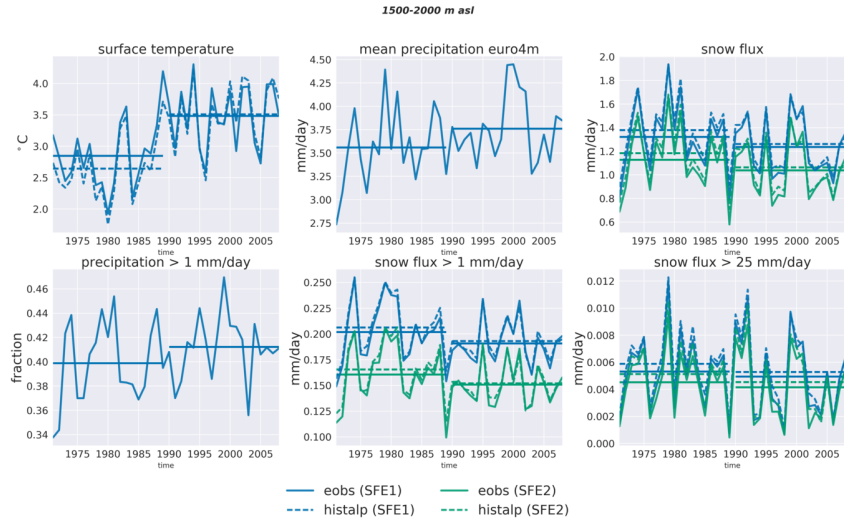 1500-2000 m asl
surface temperature
mean precipitation euro4m
snow flux
°C
4.0
3.5
3.0
2.5
2.0
mm/day
4.50
4.25
4.00
3.75
3.50
3.25
3.00
2.75
mm/day
2.0
1.8
1.6
1.4
1.2
1.0
0.8
0.6
1975 1980 1985 1990 1995 2000 2005
1975 1980 1985 1990 1995 2000 2005
1975 1980 1985 1990 1995 2000 2005
time
time
time
precipitation > 1 mm/day
snow flux > 1 mm/day
snow flux > 25 mm/day
fraction
0.46
0.44
0.42
0.40
0.38
0.36
0.34
mm/day
0.250
0.225
0.200
0.175
0.150
0.125
0.100
mm/day
0.012
0.010
0.008
0.006
0.004
0.002
0.000
1975 1980 1985 1990 1995 2000 2005
1975 1980 1985 1990 1995 2000 2005
1975 1980 1985 1990 1995 2000 2005
time
time
time
eobs (SFE1)
eobs (SFE2)
histalp (SFE1)
histalp (SFE2)